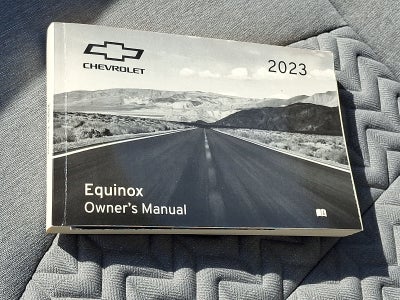 CHEVROLET
2023
Equinox
Owner's Manual